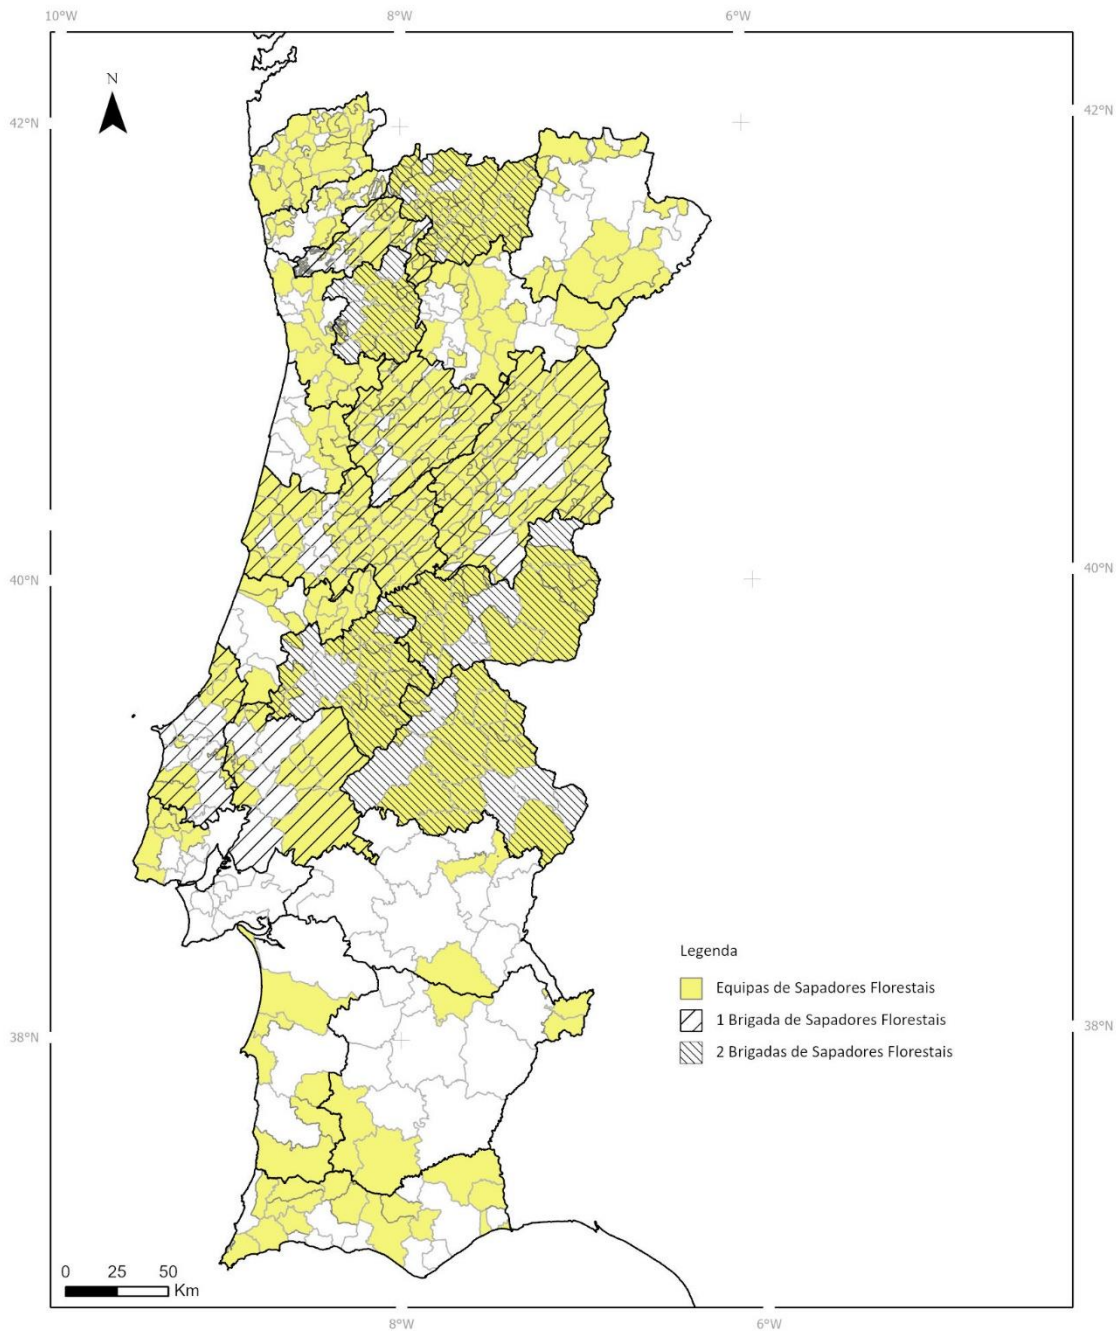 10°W
8°W
6°W
N
42°N
42°N
40°N
40°N
Legenda
Equipas de Sapadores Florestais
1 Brigada de Sapadores Florestais
2 Brigadas de Sapadores Florestais
38°N
38°N
0 25 50
Km
8°W
6°W